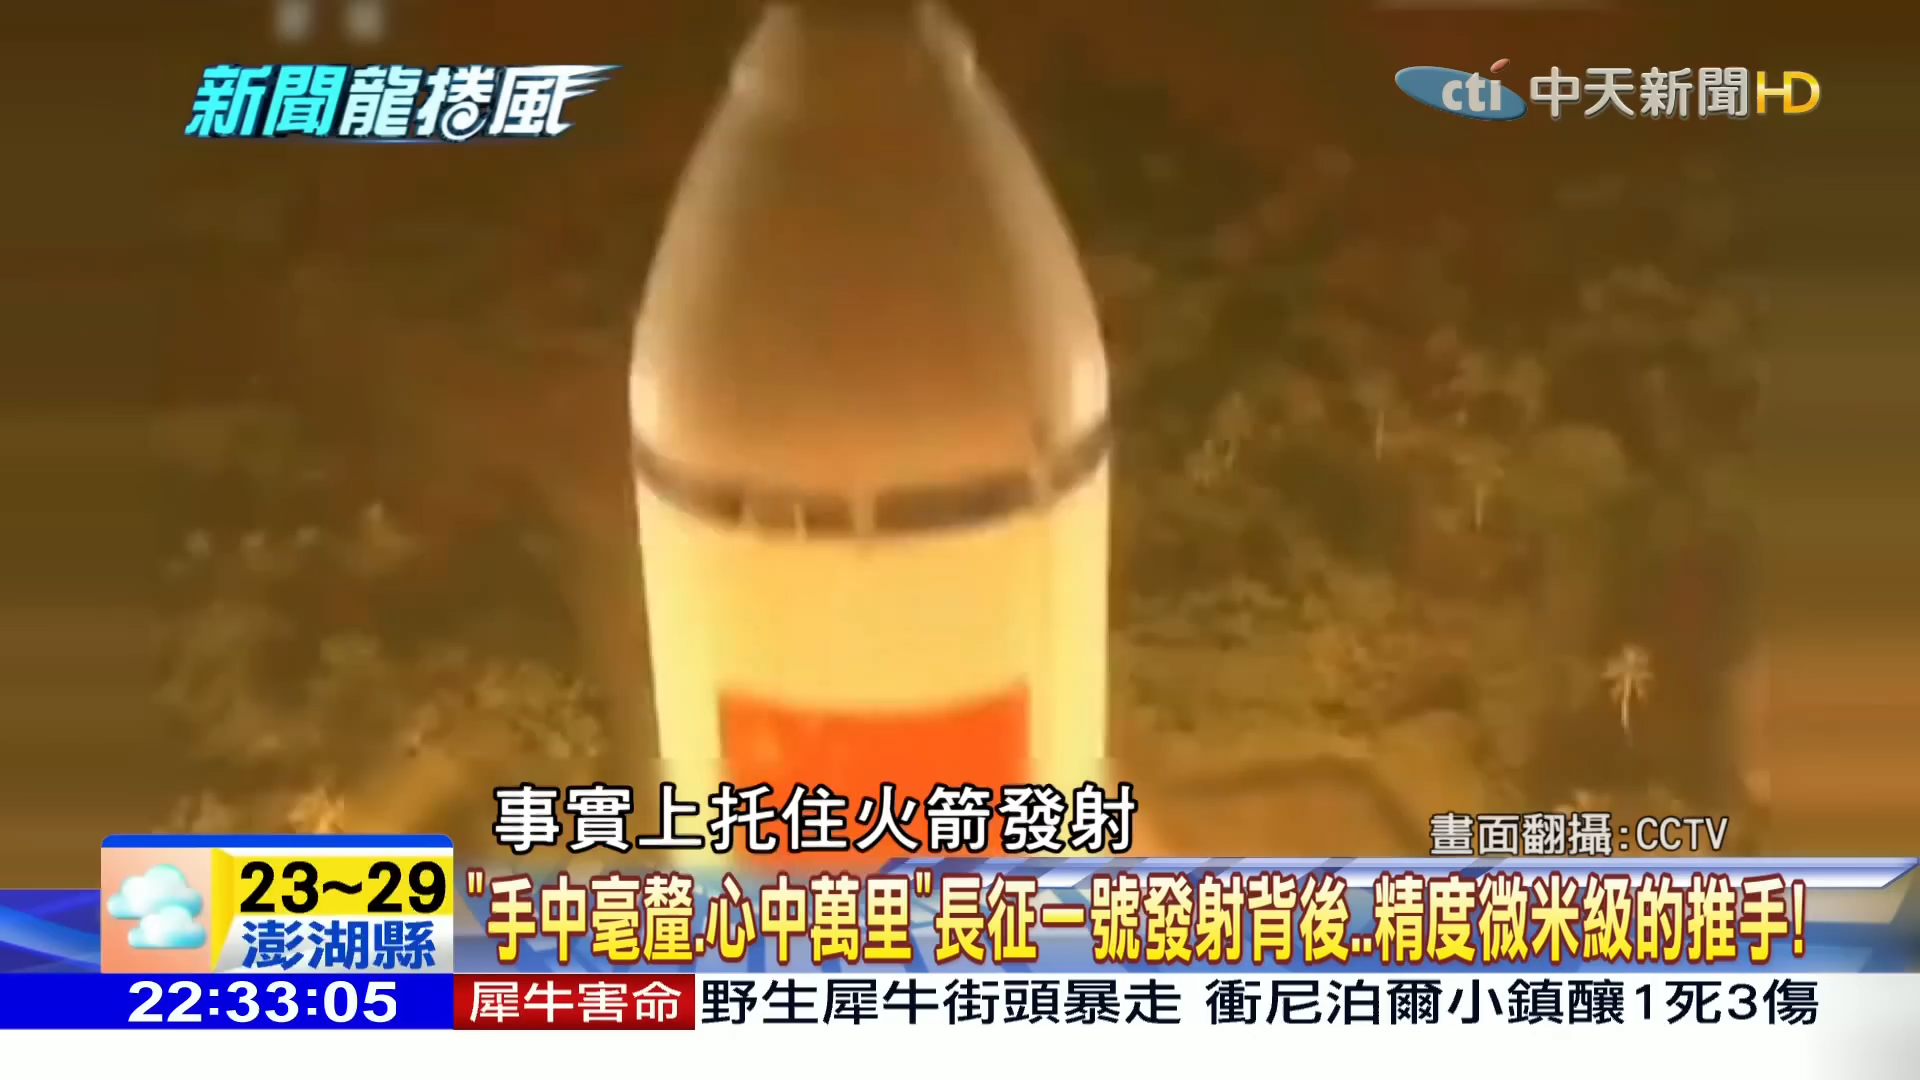 新聞龍捲風
cti 中天新聞HD
事實上托住火箭發射
畫面翻攝:CCTV
23~29
澎湖縣
"手中毫釐.心中萬里"長征一號發射背後..精度微米級的推手!
22:33:05
犀牛害命 野生犀牛街頭暴走 衝尼泊爾小鎮釀1死3傷